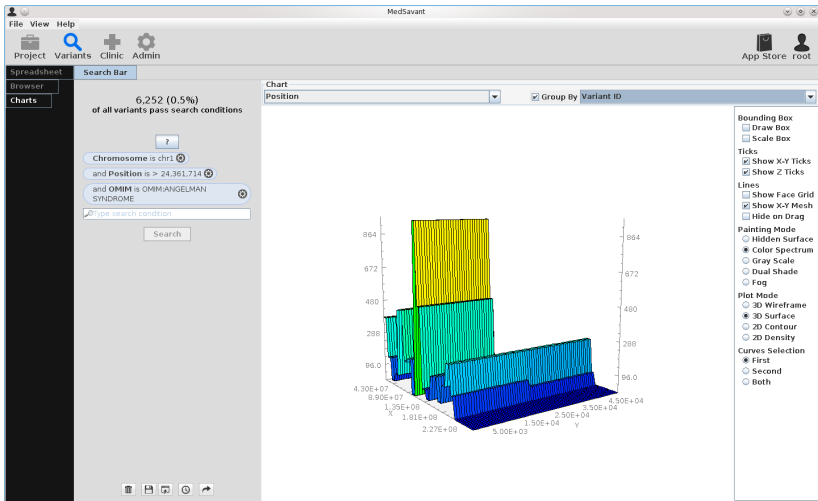 MedSavant
File View Help
Project Variants Clinic Admin
App Store root
Spreadsheet
Browser
Charts
Search Bar
6,252 (0.5%)
of all variants pass search conditions
?
Chromosome is chr1
and Position is > 24,361,714
and OMIM is OMIM:ANGELMAN
SYNDROME
Type search condition
Search
Chart
Position
Group By Variant ID
864
672
480
288
96.0
864
672
480
288
96.0
4.30E+07
8.90E+07
1.35E+08
1.81E+08
2.27E+08
X
5.00E+03
1.50E+04
2.50E+04
3.50E+04
4.50E+04
Y
Bounding Box
Draw Box
Scale Box
Ticks
Show X-Y Ticks
Show Z Ticks
Lines
Show Face Grid
Show X-Y Mesh
Hide on Drag
Painting Mode
Hidden Surface
Color Spectrum
Gray Scale
Dual Shade
Fog
Plot Mode
3D Wireframe
3D Surface
2D Contour
2D Density
Curves Selection
First
Second
Both